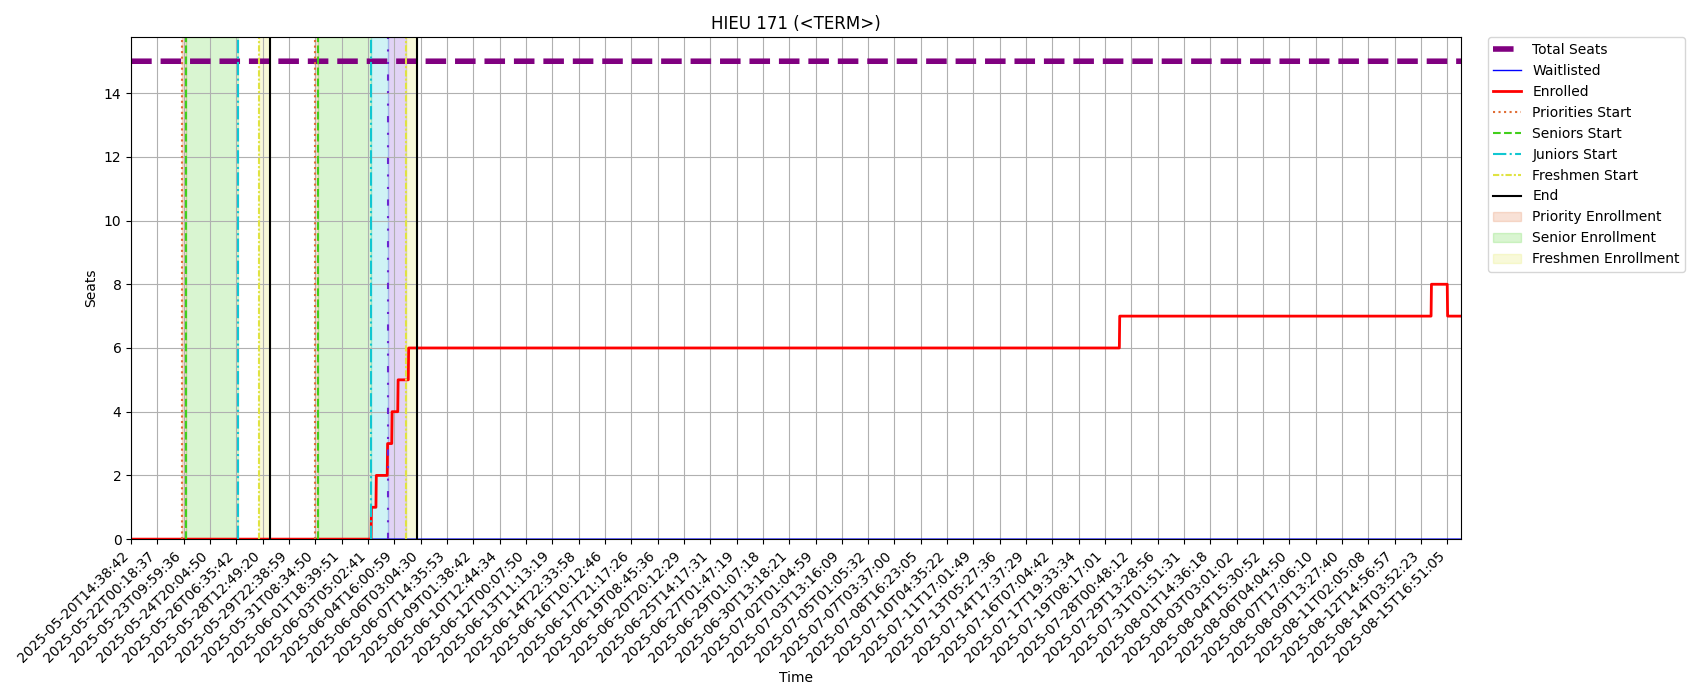 HIEU 171 (<TERM>)
Seats
14
12
10
8
6
4
2
0
2025-05-20T14:38:42
2025-05-22T00:18:37
2025-05-23T09:59:36
2025-05-24T20:04:50
2025-05-26T06:35:42
2025-05-28T12:49:20
2025-05-29T22:38:59
2025-05-31T08:34:50
2025-06-01T18:39:51
2025-06-03T05:02:41
2025-06-04T16:00:59
2025-06-06T03:04:30
2025-06-07T14:35:53
2025-06-09T01:38:42
2025-06-10T12:44:34
2025-06-12T00:07:50
2025-06-13T11:13:19
2025-06-14T22:33:58
2025-06-16T10:12:46
2025-06-17T21:17:26
2025-06-19T08:45:36
2025-06-20T20:12:29
2025-06-25T14:17:31
2025-06-27T01:47:19
2025-06-29T01:07:18
2025-06-30T13:18:21
2025-07-02T01:04:59
2025-07-03T13:16:09
2025-07-05T01:05:32
2025-07-07T03:37:00
2025-07-08T16:23:05
2025-07-10T04:35:22
2025-07-11T17:01:49
2025-07-13T05:27:36
2025-07-14T17:37:29
2025-07-16T07:04:42
2025-07-17T19:33:34
2025-07-19T08:17:01
2025-07-28T00:48:12
2025-07-29T13:28:56
2025-07-31T01:51:31
2025-08-01T14:36:18
2025-08-03T03:01:02
2025-08-04T15:30:52
2025-08-06T04:04:50
2025-08-07T17:06:10
2025-08-09T13:27:40
2025-08-11T02:05:08
2025-08-12T14:56:57
2025-08-14T03:52:23
2025-08-15T16:51:05
Time
Total Seats
Waitlisted
Enrolled
Priorities Start
Seniors Start
Juniors Start
Freshmen Start
End
Priority Enrollment
Senior Enrollment
Freshmen Enrollment